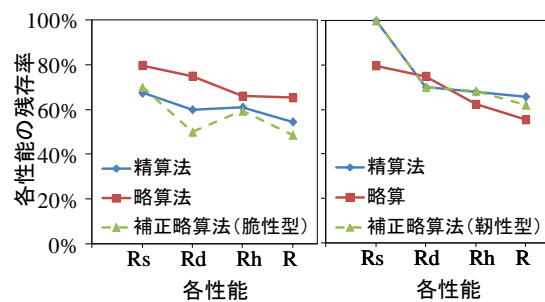 各性能の残存率
100%
80%
60%
40%
20%
0%
精算法
略算法
補正略算法(脆性型)
Rs Rd Rh R
各性能
精算法
略算
補正略算法(靭性型)
Rs Rd Rh R
各性能